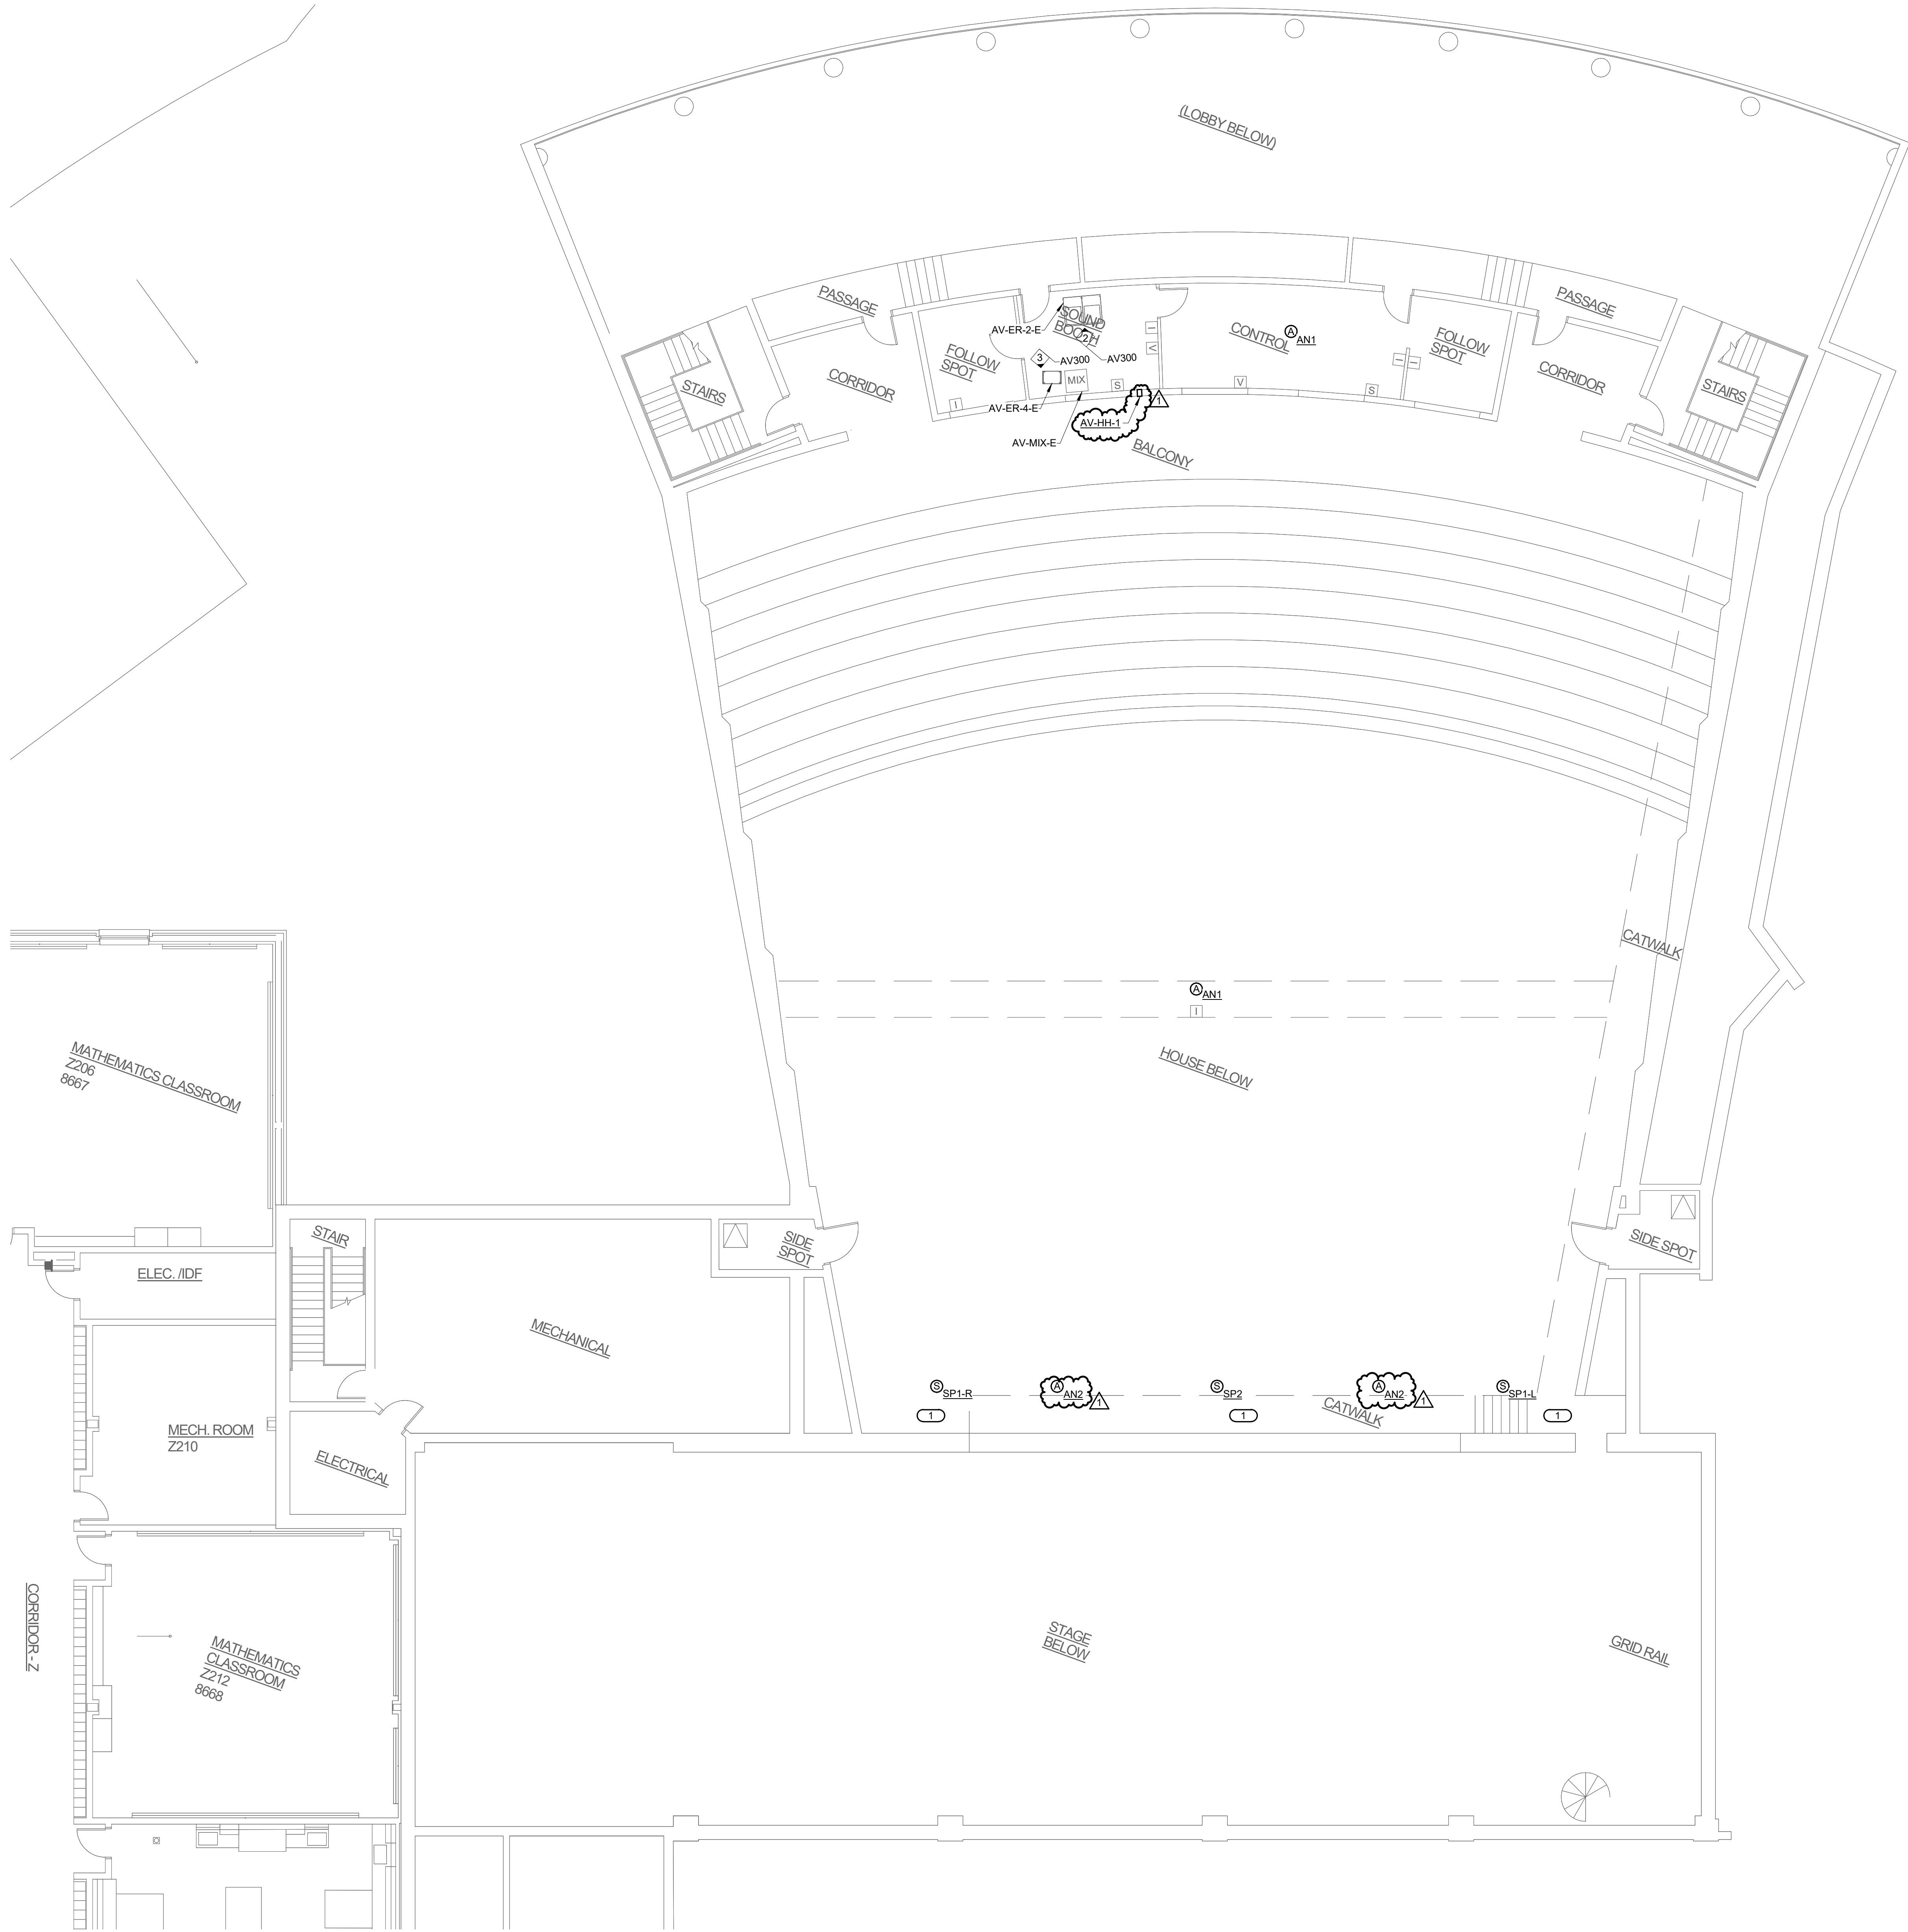 (LOBBY BELOW)
PASSAGE
PASSAGE
AV-ER-2-E
SOUND
BOOTH
2
CONTROL
A
AN1
I
V
FOLLOW
SPOT
FOLLOW
SPOT
3
AV300
AV300
MIX
S
V
S
I
I
I
STAIRS
CORRIDOR
CORRIDOR
STAIRS
AV-ER-4-E
AV-HH-1
1
AV-MIX-E
BALCONY
CATWALK
A
AN1
I
HOUSE BELOW
MATHEMATICS CLASSROOM
Z206
8667
STAIR
SIDE
SPOT
SIDE SPOT
ELEC. /IDF
MECHANICAL
S
SP1-R
A
AN2
1
S
SP2
A
AN2
1
S
SP1-L
1
1
CATWALK
1
MECH. ROOM
Z210
ELECTRICAL
CORRIDOR - Z
MATHEMATICS
CLASSROOM
Z212
8668
STAGE
BELOW
GRID RAIL